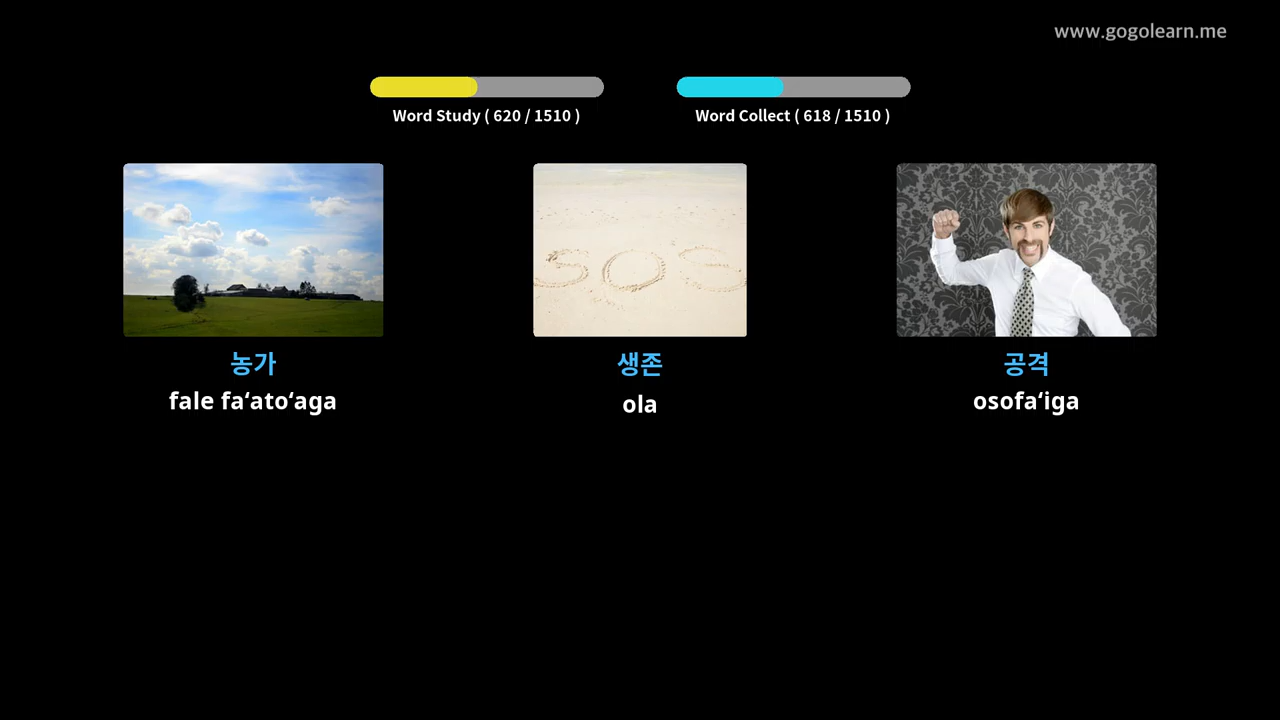 www.gogolearn.me
Word Study ( 620 / 1510 )
Word Collect ( 618 / 1510 )
SOS
농가
생존
공격
fale fa‘ato‘aga
ola
osofa‘iga